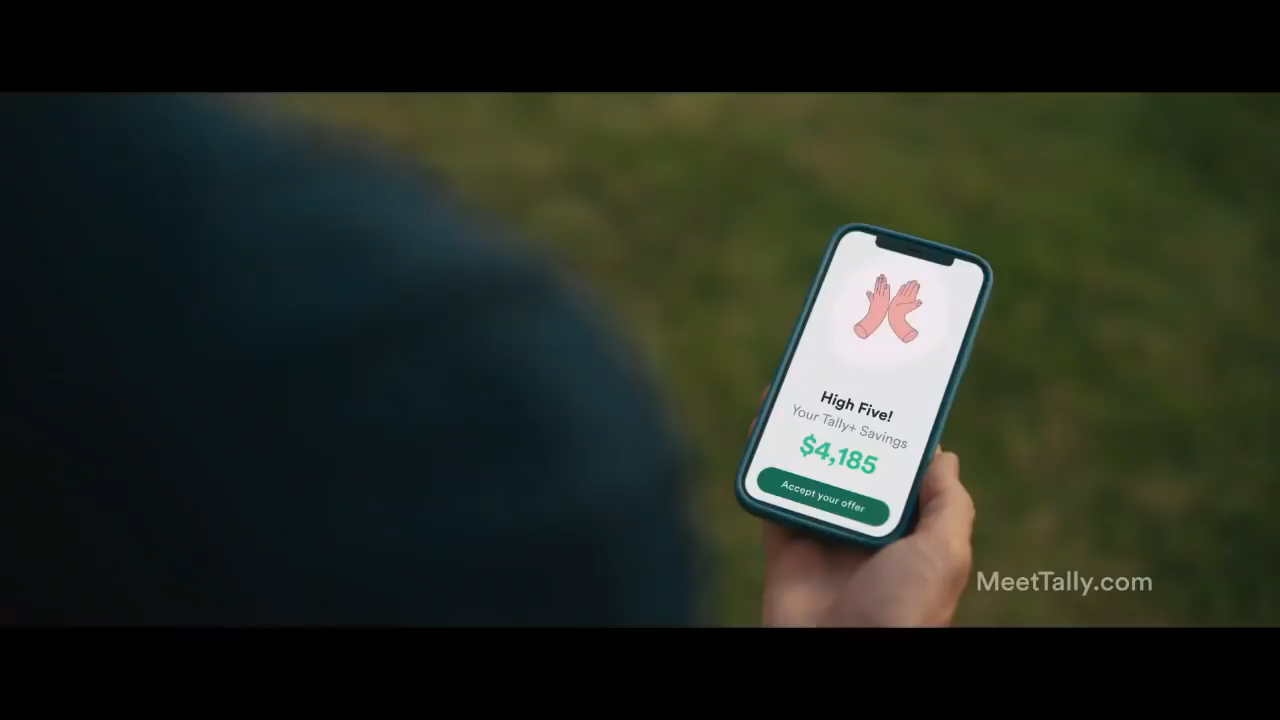 High Five!
Your Tally+ Savings
$4,185
Accept your offer
MeetTally.com